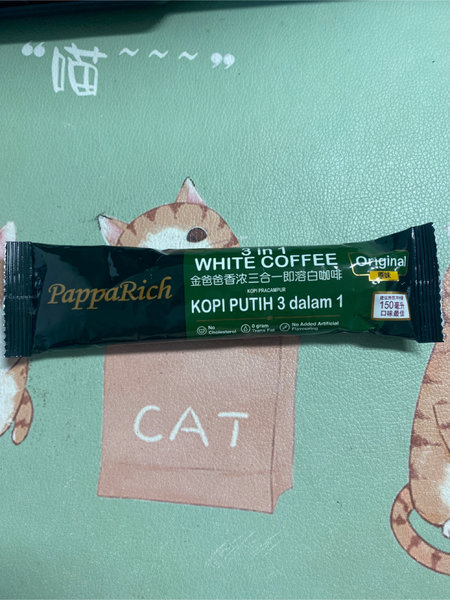 "喵~~~~"
PappaRich
3 in 1
WHITE COFFEE
金爸爸香浓三合一即溶白咖啡
KOPI PRACAMPUR
KOPI PUTIH 3 dalam 1
No Cholesterol
0 gram Trans Fat
No Added Artificial Flavouring
Original
原味
150毫升
口味最佳
CAT